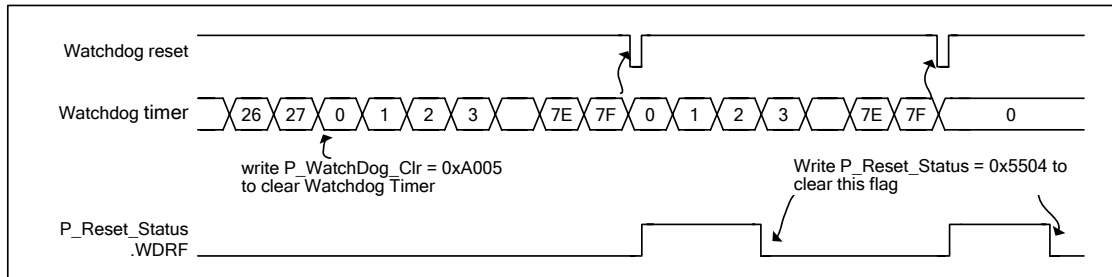 Watchdog reset
Watchdog timer
26 27 0 1 2 3 7E 7F 0 1 2 3 7E 7F 0
write P_WatchDog_Clr = 0xA005
to clear Watchdog Timer
Write P_Reset_Status = 0x5504 to
clear this flag
P_Reset_Status
.WDRF